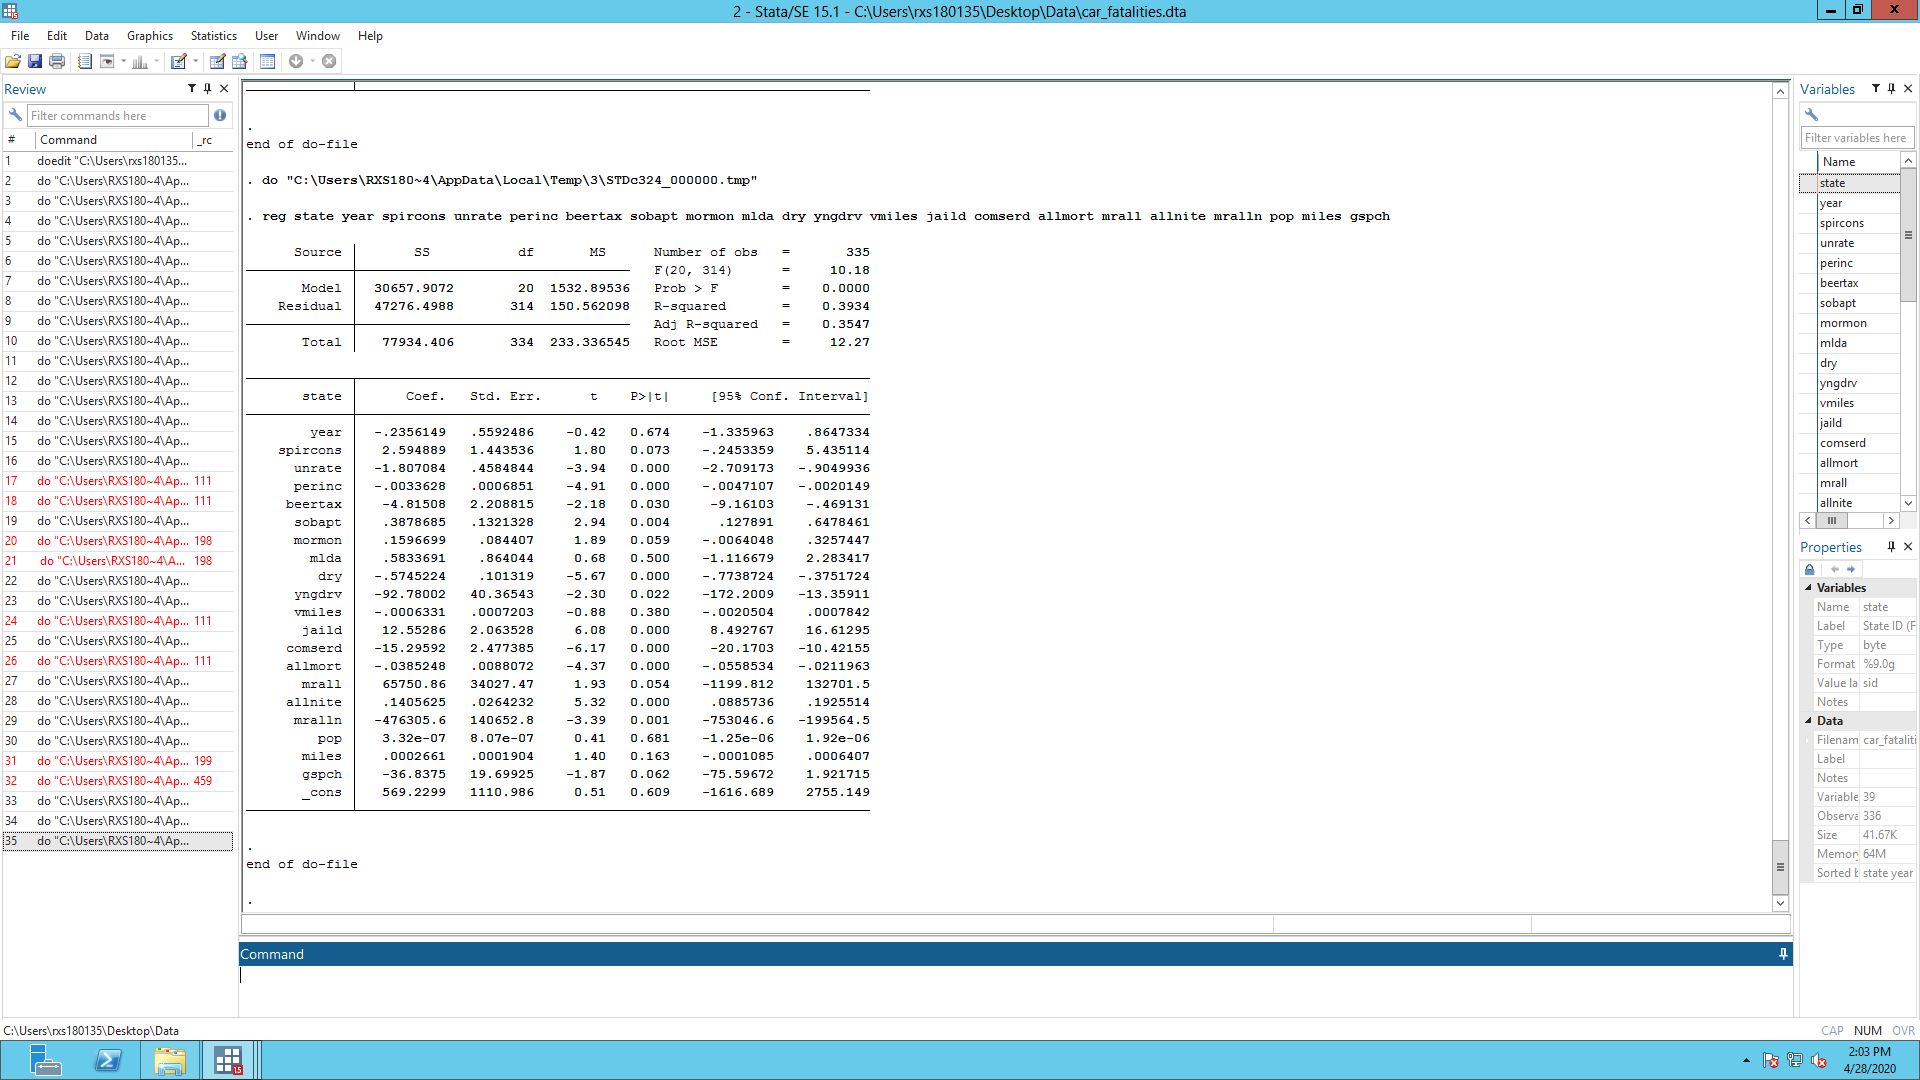 2 - Stata/SE 15.1 - C:\Users\rxs180135\Desktop\Data\car_fatalities.dta
File Edit Data Graphics Statistics User Window Help
Review
Filter commands here
# Command _rc
1 doedit "C:\Users\rxs180135...
2 do "C:\Users\RXS180~4\Ap...
3 do "C:\Users\RXS180~4\Ap...
4 do "C:\Users\RXS180~4\Ap...
5 do "C:\Users\RXS180~4\Ap...
6 do "C:\Users\RXS180~4\Ap...
7 do "C:\Users\RXS180~4\Ap...
8 do "C:\Users\RXS180~4\Ap...
9 do "C:\Users\RXS180~4\Ap...
10 do "C:\Users\RXS180~4\Ap...
11 do "C:\Users\RXS180~4\Ap...
12 do "C:\Users\RXS180~4\Ap...
13 do "C:\Users\RXS180~4\Ap...
14 do "C:\Users\RXS180~4\Ap...
15 do "C:\Users\RXS180~4\Ap...
16 do "C:\Users\RXS180~4\Ap...
17 do "C:\Users\RXS180~4\Ap... 111
18 do "C:\Users\RXS180~4\Ap... 111
19 do "C:\Users\RXS180~4\Ap...
20 do "C:\Users\RXS180~4\Ap... 198
21 do "C:\Users\RXS180~4\A... 198
22 do "C:\Users\RXS180~4\Ap...
23 do "C:\Users\RXS180~4\Ap...
24 do "C:\Users\RXS180~4\Ap... 111
25 do "C:\Users\RXS180~4\Ap...
26 do "C:\Users\RXS180~4\Ap... 111
27 do "C:\Users\RXS180~4\Ap...
28 do "C:\Users\RXS180~4\Ap...
29 do "C:\Users\RXS180~4\Ap...
30 do "C:\Users\RXS180~4\Ap...
31 do "C:\Users\RXS180~4\Ap... 199
32 do "C:\Users\RXS180~4\Ap... 459
33 do "C:\Users\RXS180~4\Ap...
34 do "C:\Users\RXS180~4\Ap...
35 do "C:\Users\RXS180~4\Ap...
.
end of do-file
. do "C:\Users\RXS180~4\AppData\Local\Temp\3\STDc324_000000.tmp"
. reg state year spircons unrate perinc beertax sobapt mormon mlda dry yngdrv vmiles jaild comserd allmort mrall allnite mralln pop miles gspch
Source SS df MS Number of obs = 335
F(20, 314) = 10.18
Model 30657.9072 20 1532.89536 Prob > F = 0.0000
Residual 47276.4988 314 150.562098 R-squared = 0.3934
Adj R-squared = 0.3547
Total 77934.406 334 233.336545 Root MSE = 12.27
state Coef. Std. Err. t P>|t| [95% Conf. Interval]
year -.2356149 .5592486 -0.42 0.674 -1.335963 .8647334
spircons 2.594889 1.443536 1.80 0.073 -.2453359 5.435114
unrate -1.807084 .4584844 -3.94 0.000 -2.709173 -.9049936
perinc -.0033628 .0006851 -4.91 0.000 -.0047107 -.0020149
beertax -4.81508 2.208815 -2.18 0.030 -9.16103 -.469131
sobapt .3878685 .1321328 2.94 0.004 .127891 .6478461
mormon .1596699 .084407 1.89 0.059 -.0064048 .3257447
mlda .5833691 .864044 0.68 0.500 -1.116679 2.283417
dry -.5745224 .101319 -5.67 0.000 -.7738724 -.3751724
yngdrv -92.78002 40.36543 -2.30 0.022 -172.2009 -13.35911
vmiles -.0006331 .0007203 -0.88 0.380 -.0020504 .0007842
jaild 12.55286 2.063528 6.08 0.000 8.492767 16.61295
comserd -15.29592 2.477385 -6.17 0.000 -20.1703 -10.42155
allmort -.0385248 .0088072 -4.37 0.000 -.0558534 -.0211963
mrall 65750.86 34027.47 1.93 0.054 -1199.812 132701.5
allnite .1405625 .0264232 5.32 0.000 .0885736 .1925514
mralln -476305.6 140652.8 -3.39 0.001 -753046.6 -199564.5
pop 3.32e-07 8.07e-07 0.41 0.681 -1.25e-06 1.92e-06
miles .0002661 .0001904 1.40 0.163 -.0001085 .0006407
gspch -36.8375 19.69925 -1.87 0.062 -75.59672 1.921715
_cons 569.2299 1110.986 0.51 0.609 -1616.689 2755.149
.
end of do-file
.
Command
Variables
Filter variables here
Name
state
year
spircons
unrate
perinc
beertax
sobapt
mormon
mlda
dry
yngdrv
vmiles
jaild
comserd
allmort
mrall
allnite
Properties
Variables
Name state
Label State ID (F
Type byte
Format %9.0g
Value la sid
Notes
Data
Filenam car_fataliti
Label
Notes
Variable 39
Observa 336
Size 41.67K
Memory 64M
Sorted b state year
C:\Users\rxs180135\Desktop\Data
CAP NUM OVR
15
2:03 PM
4/28/2020